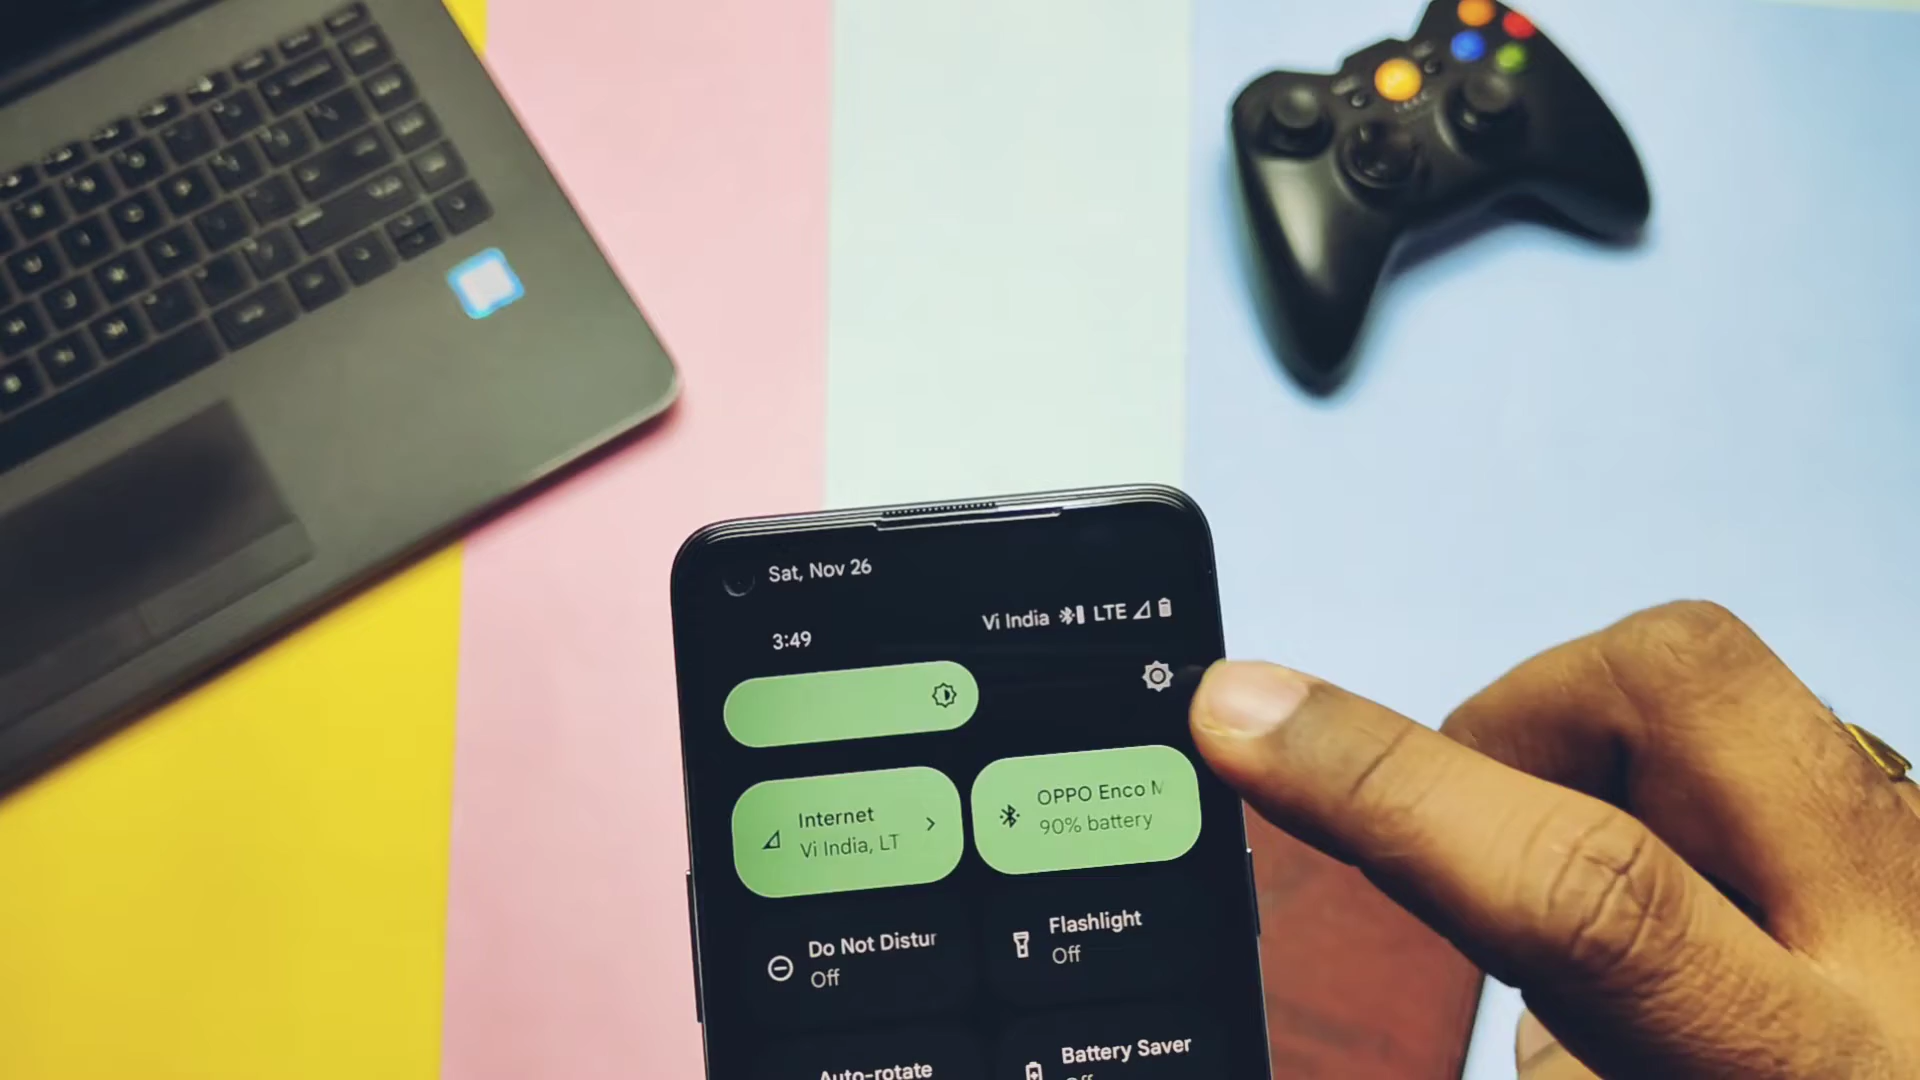 Sat, Nov 26
Vi India LTE
3:49
Internet
Vi India, LT
OPPO Enco M
90% battery
Do Not Distur
Off
Flashlight
Off
Auto-rotate
Battery Saver
Off